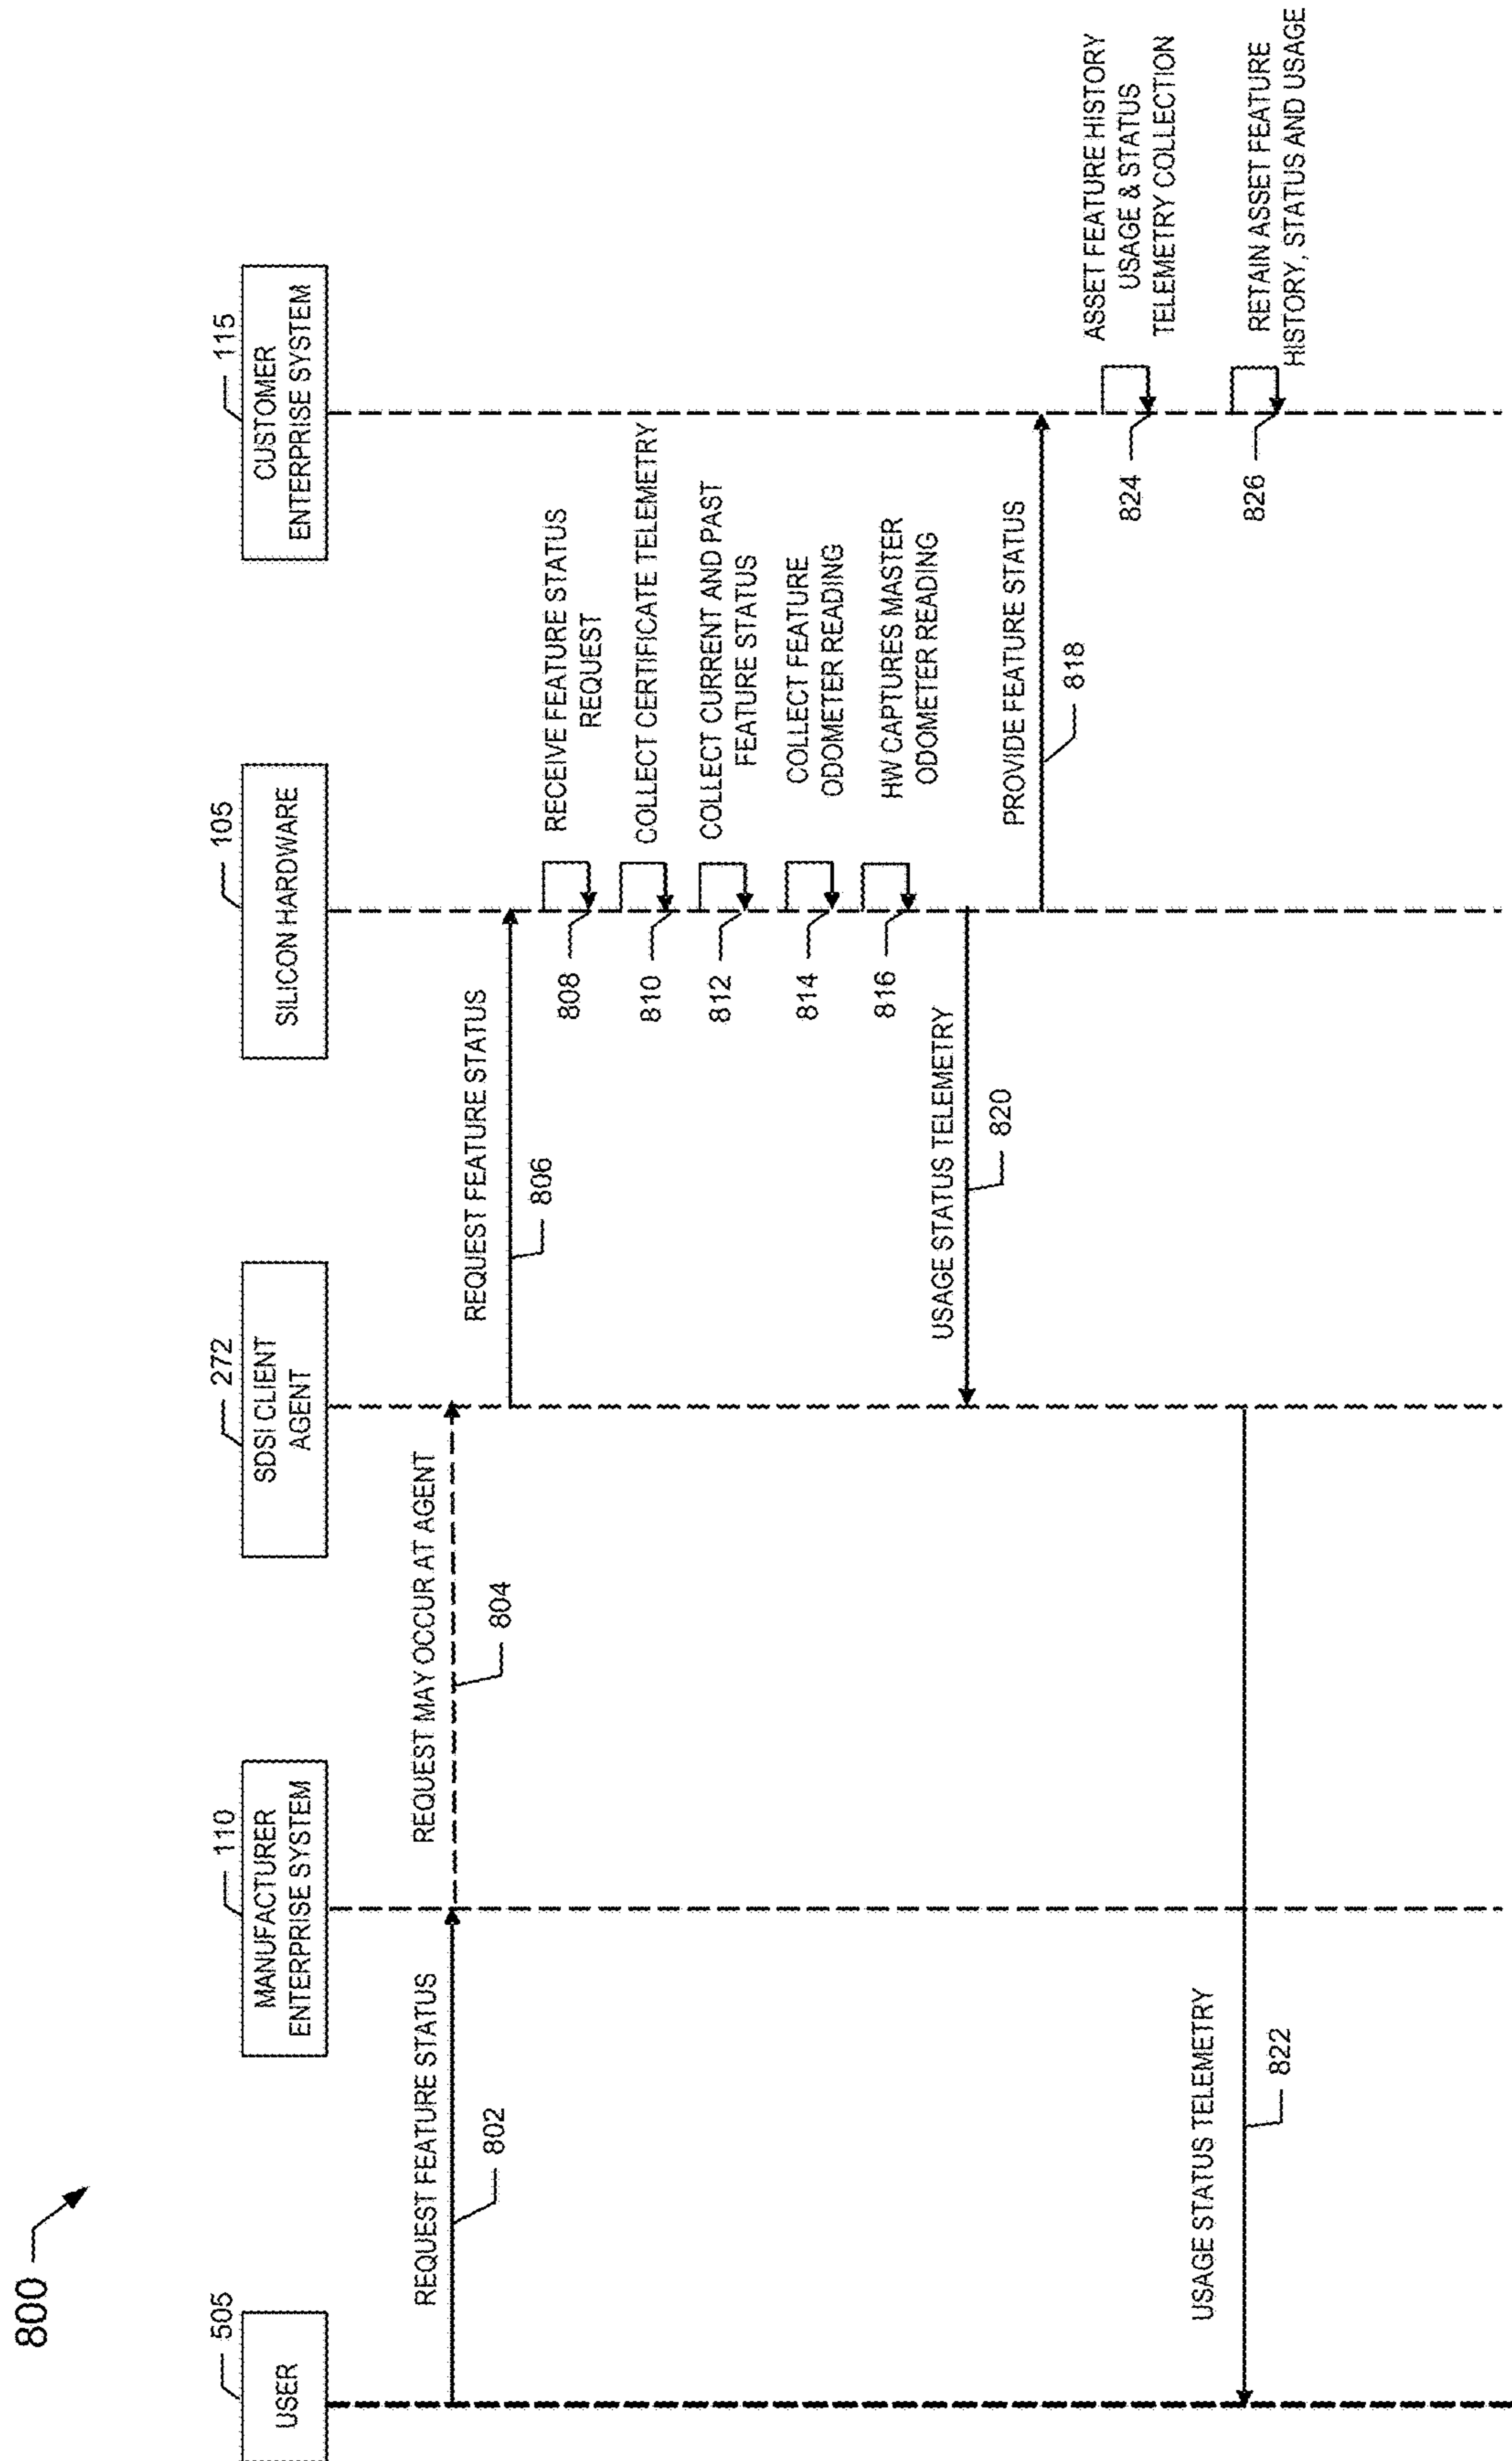 800
505
USER
110
MANUFACTURER
ENTERPRISE SYSTEM
272
SDSI CLIENT
AGENT
105
SILICON HARDWARE
115
CUSTOMER
ENTERPRISE SYSTEM
REQUEST FEATURE STATUS
802
REQUEST MAY OCCUR AT AGENT
804
REQUEST FEATURE STATUS
806
RECEIVE FEATURE STATUS
REQUEST
808
COLLECT CERTIFICATE TELEMETRY
810
COLLECT CURRENT AND PAST
FEATURE STATUS
812
COLLECT FEATURE
ODOMETER READING
814
HW CAPTURES MASTER
ODOMETER READING
816
USAGE STATUS TELEMETRY
820
PROVIDE FEATURE STATUS
818
ASSET FEATURE HISTORY
USAGE & STATUS
TELEMETRY COLLECTION
824
USAGE STATUS TELEMETRY
822
RETAIN ASSET FEATURE
HISTORY, STATUS AND USAGE
826